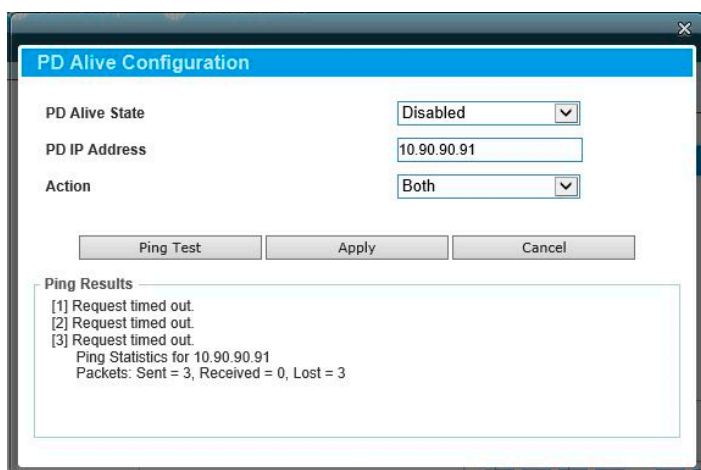 PD Alive Configuration
PD Alive State Disabled
PD IP Address 10.90.90.91
Action Both
Ping Test Apply Cancel
Ping Results
[1] Request timed out.
[2] Request timed out.
[3] Request timed out.
Ping Statistics for 10.90.90.91
Packets: Sent = 3, Received = 0, Lost = 3